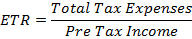 ETR = Total Tax Expenses / Pre Tax Income